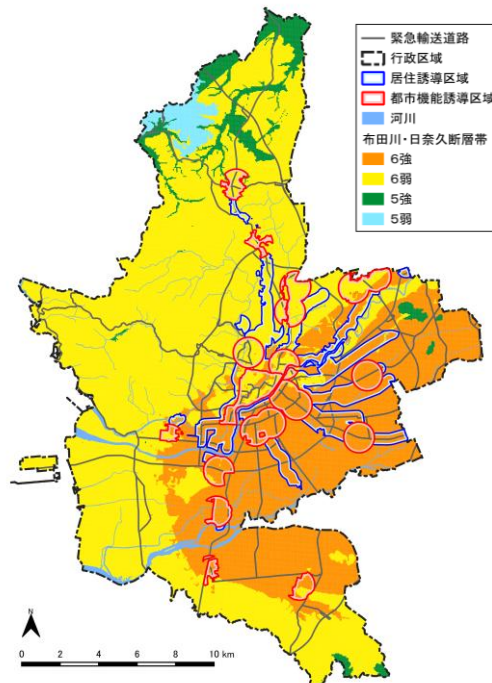 緊急輸送道路
行政区域
居住誘導区域
都市機能誘導区域
河川
布田川・日奈久断層帯
6強
6弱
5強
5弱
N
0 2 4 6 8 10 km